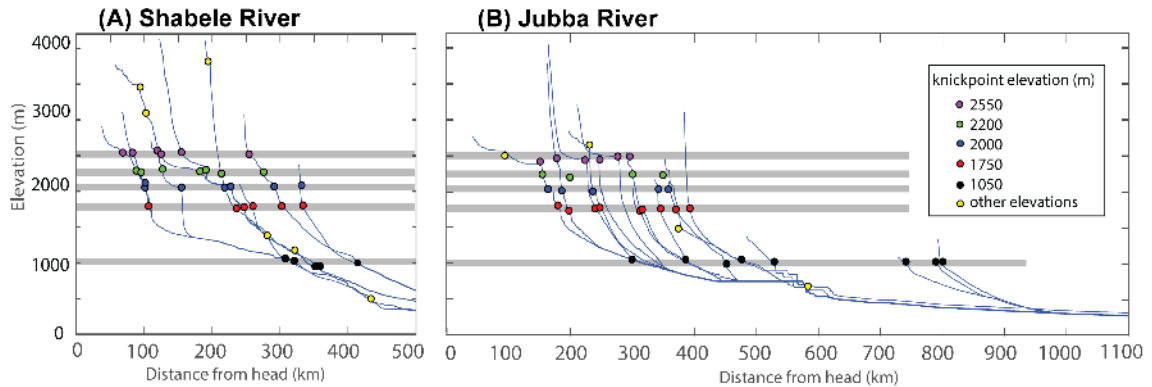 (A) Shabele River
(B) Jubba River
4000
3000
2000
1000
0
Elevation (m)
0 100 200 300 400 500
Distance from head (km)
0 100 200 300 400 500 600 700 800 900 1000 1100
Distance from head (km)
knickpoint elevation (m)
2550
2200
2000
1750
1050
other elevations